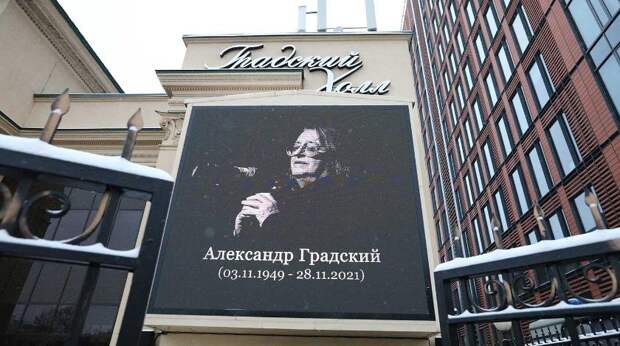 Градский
Холл
Александр Градский
(03.11.1949 - 28.11.2021)